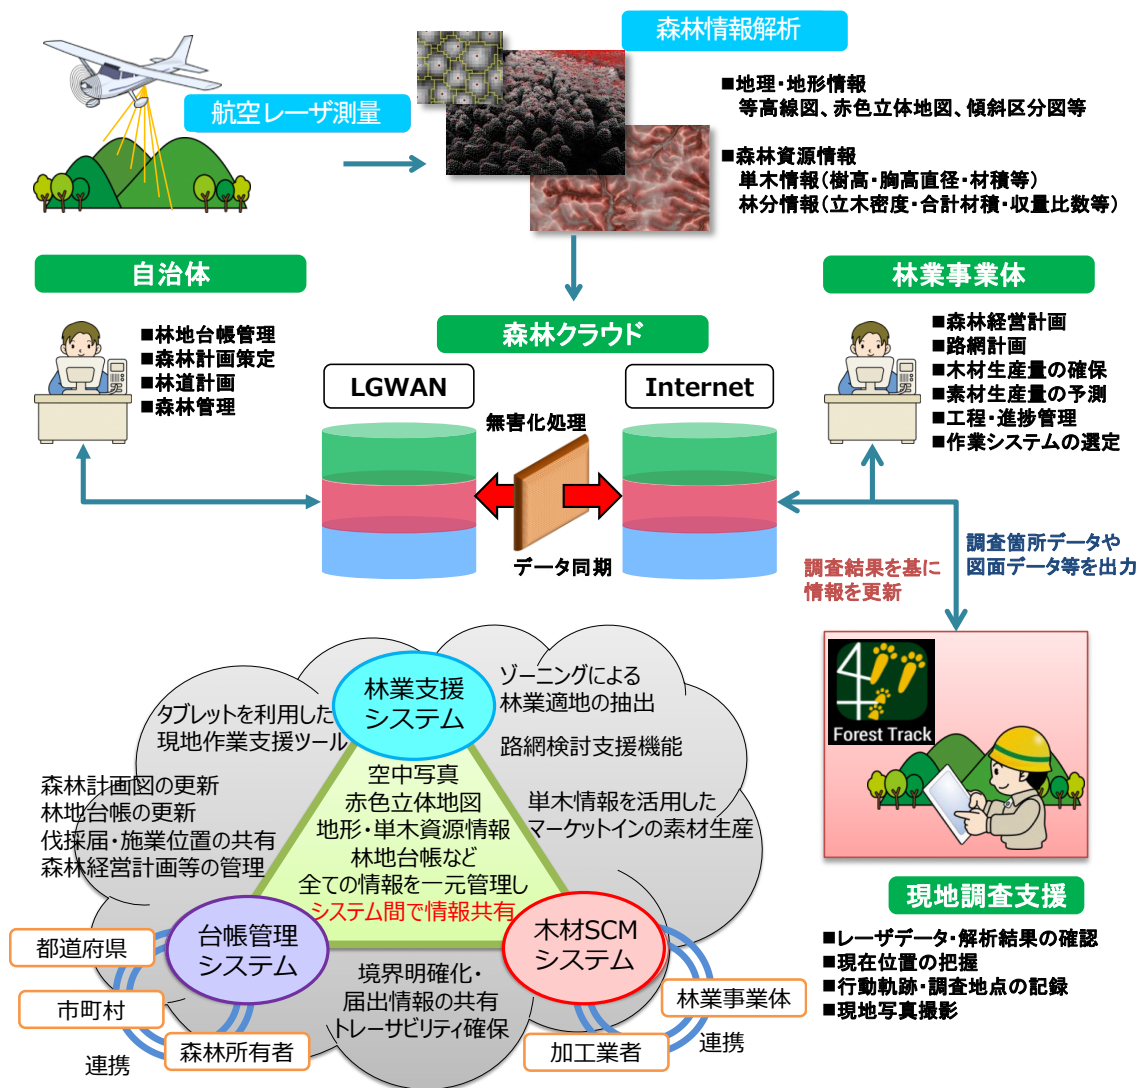 森林情報解析
航空レーザ測量
■地理・地形情報
等高線図、赤色立体地図、傾斜区分図等
■森林資源情報
単木情報(樹高・胸高直径・材積等)
林分情報(立木密度・合計材積・収量比数等)
自治体
■林地台帳管理
■森林計画策定
■林道計画
■森林管理
森林クラウド
LGWAN
Internet
無害化処理
データ同期
林業事業体
■森林経営計画
■路網計画
■木材生産量の確保
■素材生産量の予測
■工程・進捗管理
■作業システムの選定
調査結果を基に
情報を更新
調査箇所データや
図面データ等を出力
Forest Track
現地調査支援
■レーザデータ・解析結果の確認
■現在位置の把握
■行動軌跡・調査地点の記録
■現地写真撮影
林業支援
システム
タブレットを利用した
現地作業支援ツール
ゾーニングによる
林業適地の抽出
路網検討支援機能
単木情報を活用した
マーケットインの素材生産
森林計画図の更新
林地台帳の更新
伐採届・施業位置の共有
森林経営計画等の管理
空中写真
赤色立体地図
地形・単木資源情報
林地台帳など
全ての情報を一元管理し
システム間で情報共有
台帳管理
システム
木材SCM
システム
境界明確化・
届出情報の共有
トレーサビリティ確保
都道府県
市町村
森林所有者
連携
林業事業体
加工業者
連携